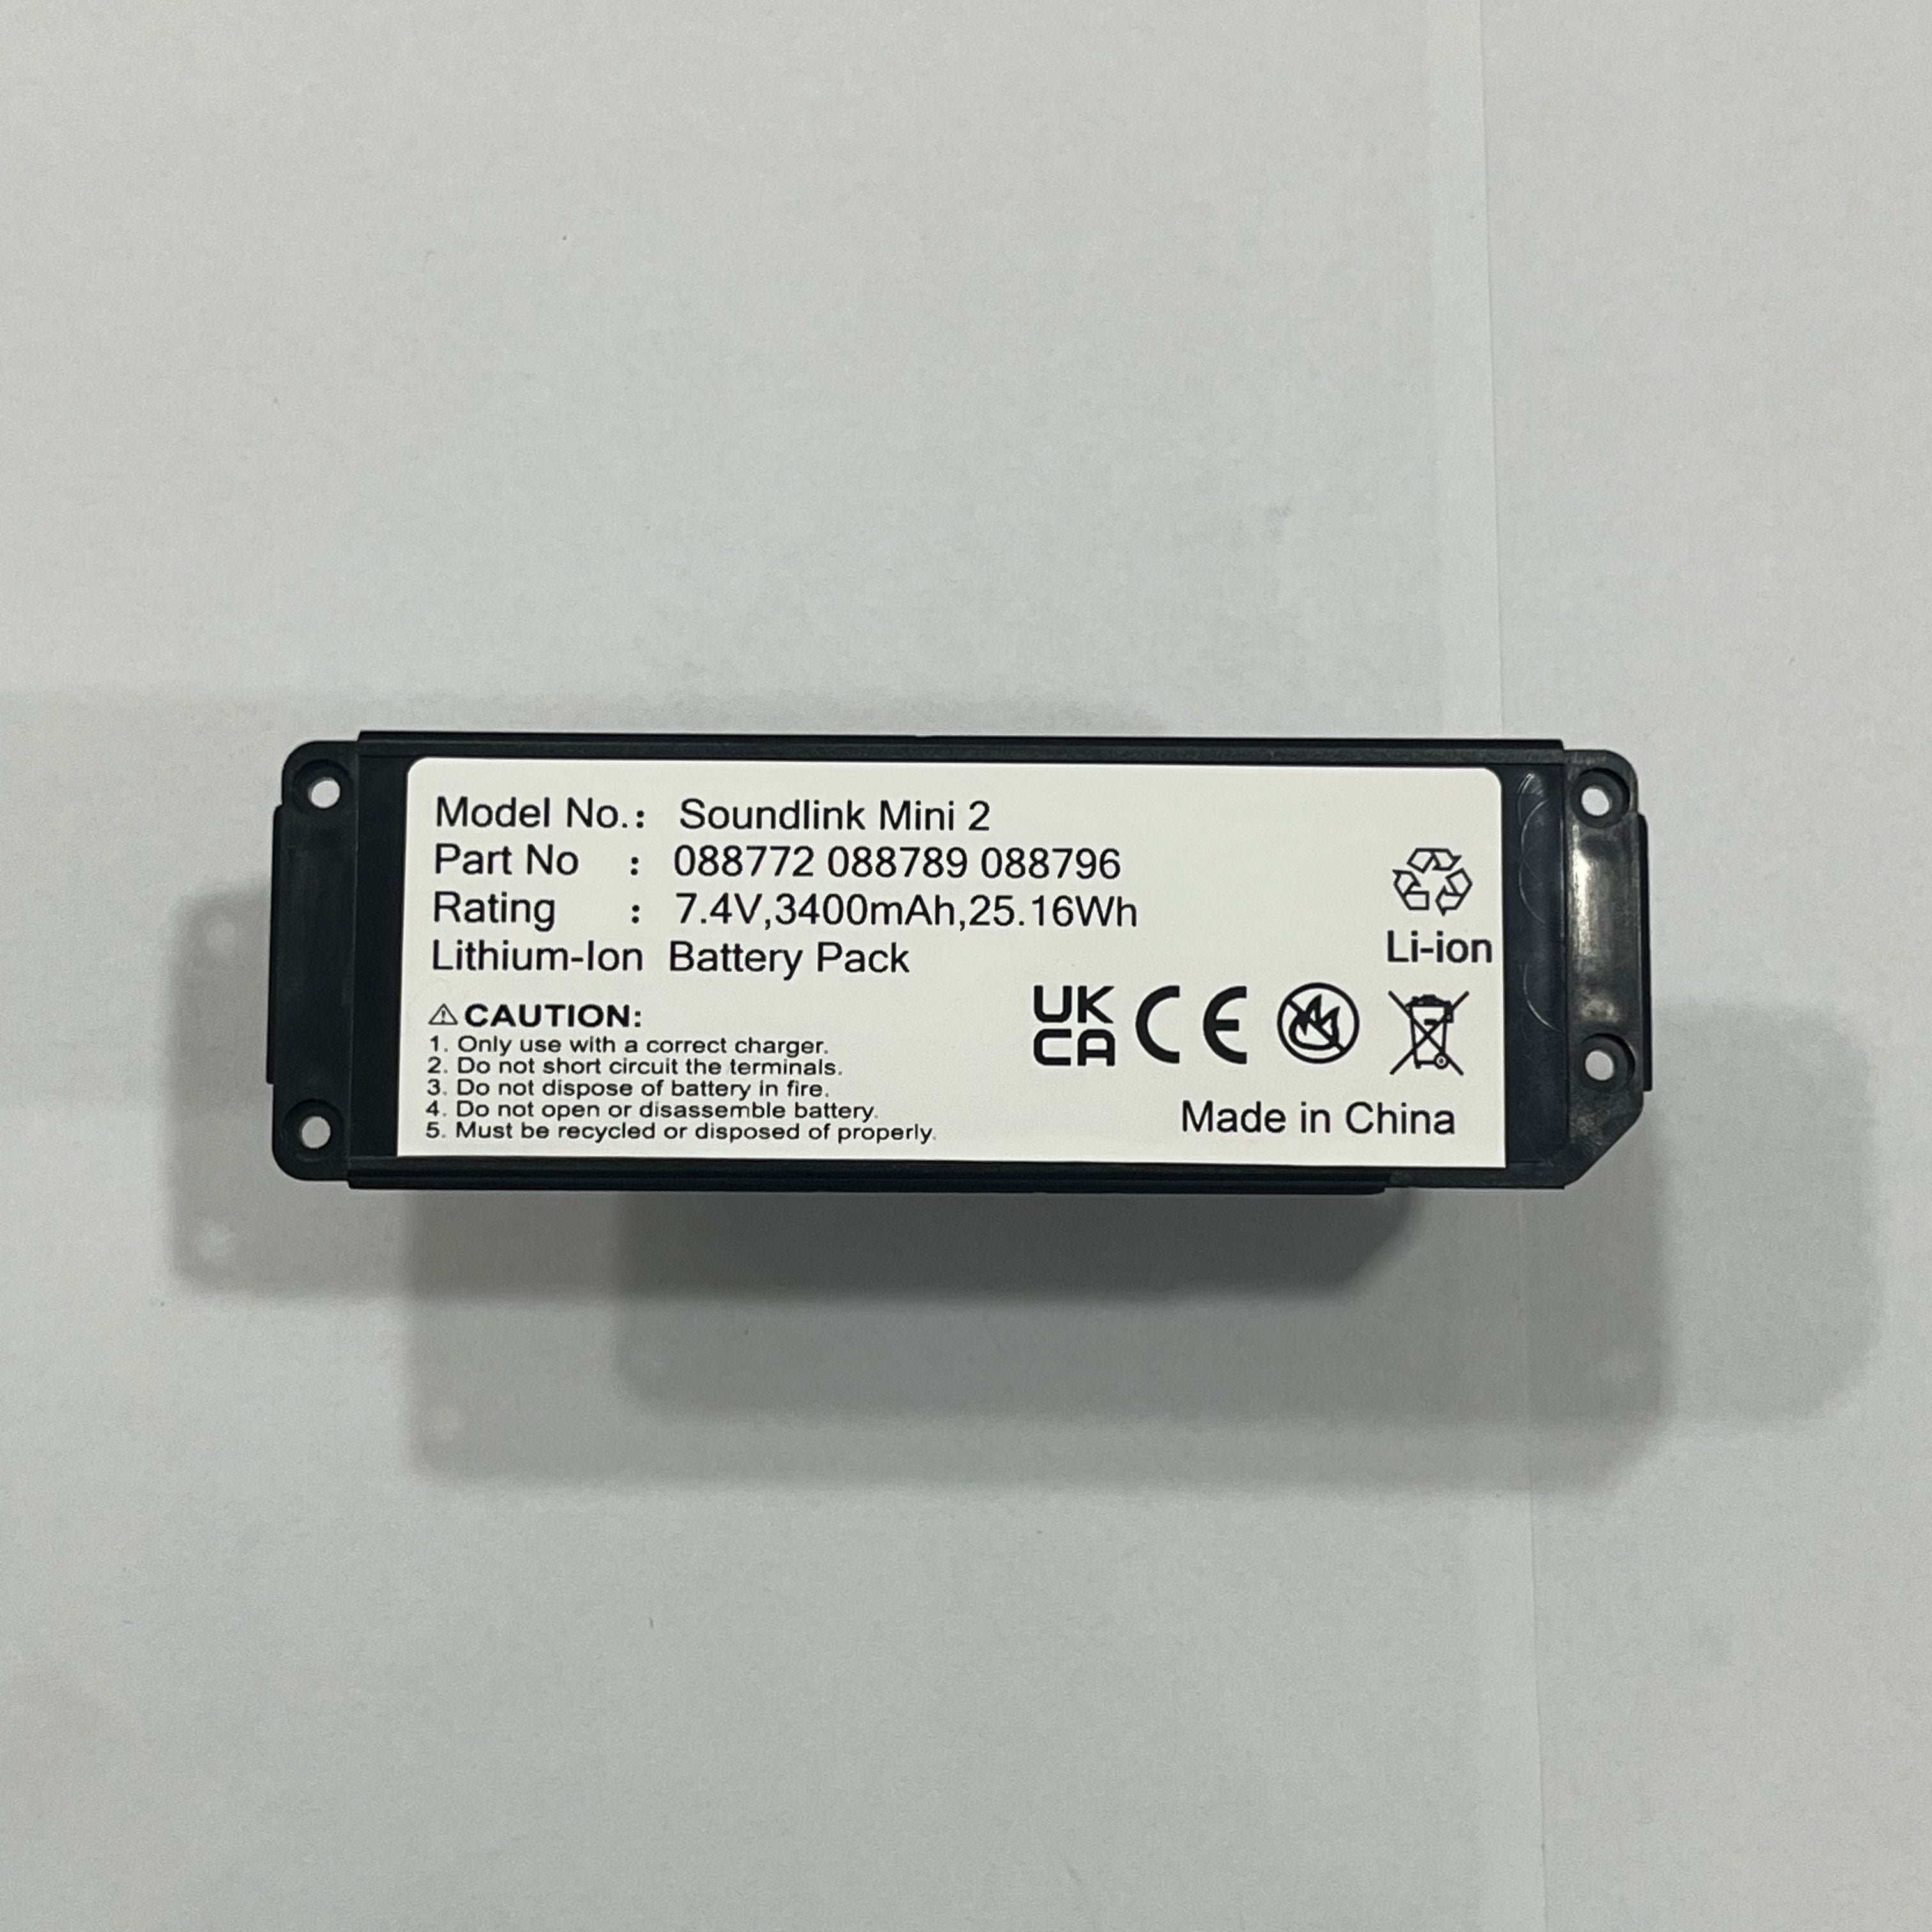 Model No.: Soundlink Mini 2
Part No : 088772 088789 088796
Rating : 7.4V,3400mAh,25.16Wh
Lithium-Ion Battery Pack
Li-ion
CAUTION:
1. Only use with a correct charger.
2. Do not short circuit the terminals.
3. Do not dispose of battery in fire.
4. Do not open or disassemble battery.
5. Must be recycled or disposed of properly.
UK
CA
CE
Made in China